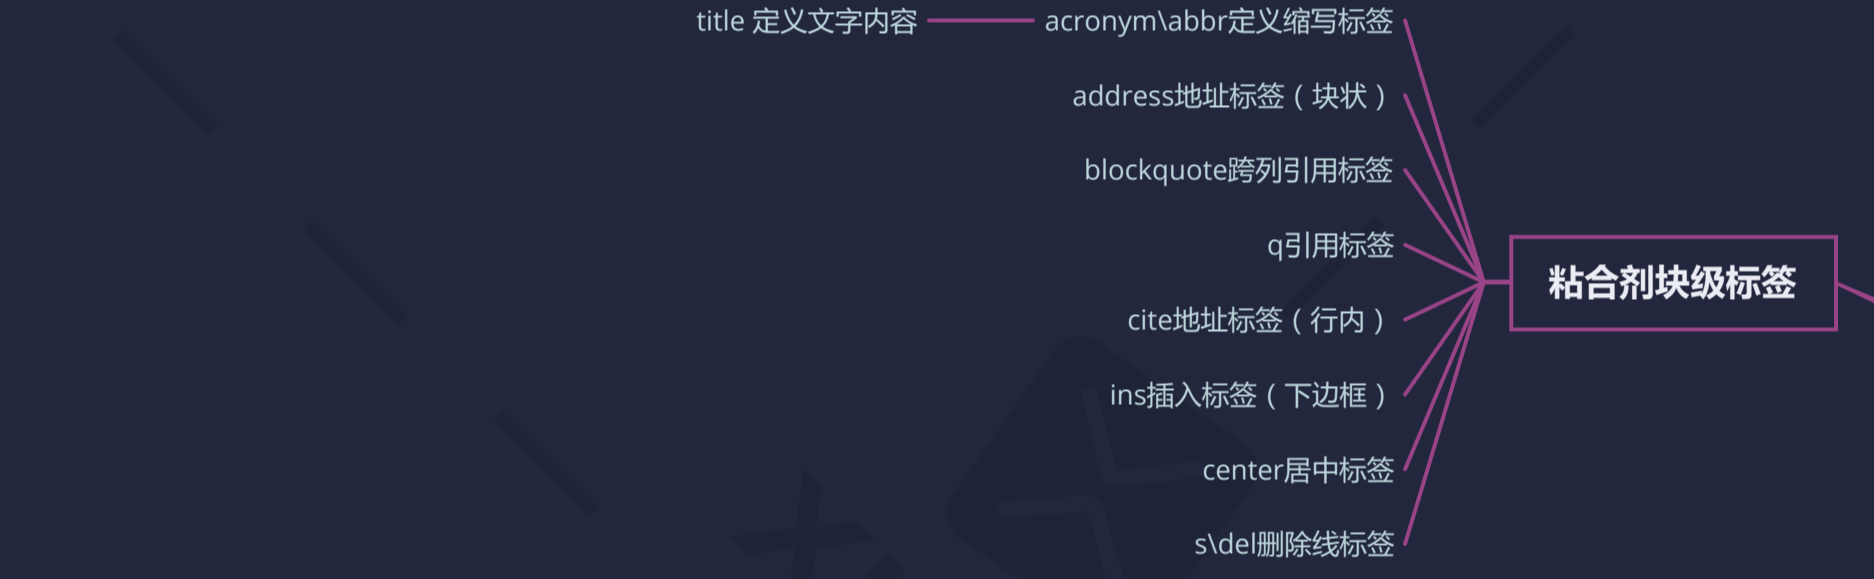 title 定义文字内容
acronym\abbr定义缩写标签
address地址标签（块状）
blockquote跨列引用标签
q引用标签
cite地址标签（行内）
ins插入标签（下边框）
center居中标签
s\del删除线标签
粘合剂块级标签